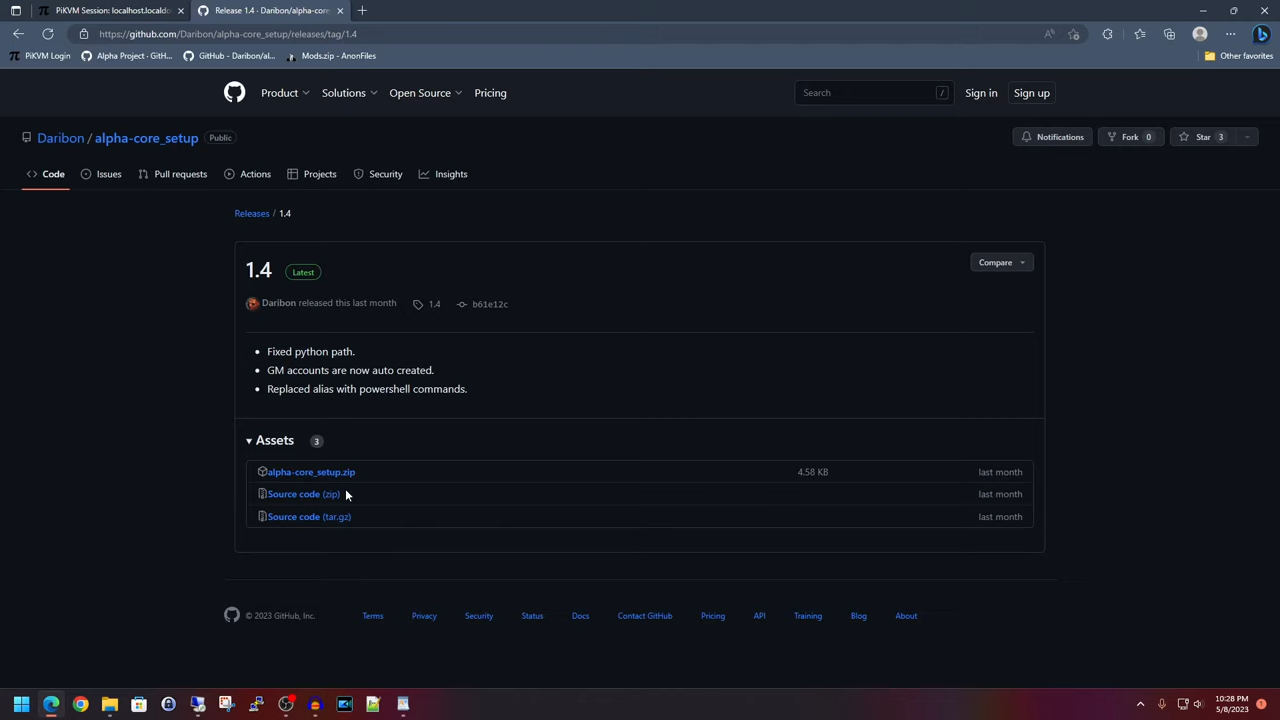 PiKVM Session: localhost.localdo
Release 1.4 · Daribon/alpha-core_
https://github.com/Daribon/alpha-core_setup/releases/tag/1.4
PiKVM Login
Alpha Project · GitH...
GitHub - Daribon/al...
Mods.zip - AnonFiles
Other favorites
Product
Solutions
Open Source
Pricing
Search /
Sign in
Sign up
Daribon / alpha-core_setup Public
Notifications
Fork 0
Star 3
Code
Issues
Pull requests
Actions
Projects
Security
Insights
Releases / 1.4
1.4 Latest
Compare
Daribon released this last month
1.4
b61e12c
• Fixed python path.
• GM accounts are now auto created.
• Replaced alias with powershell commands.
Assets 3
alpha-core_setup.zip 4.58 KB last month
Source code (zip) last month
Source code (tar.gz) last month
© 2023 GitHub, Inc.
Terms
Privacy
Security
Status
Docs
Contact GitHub
Pricing
API
Training
Blog
About
10:28 PM
5/8/2023
1